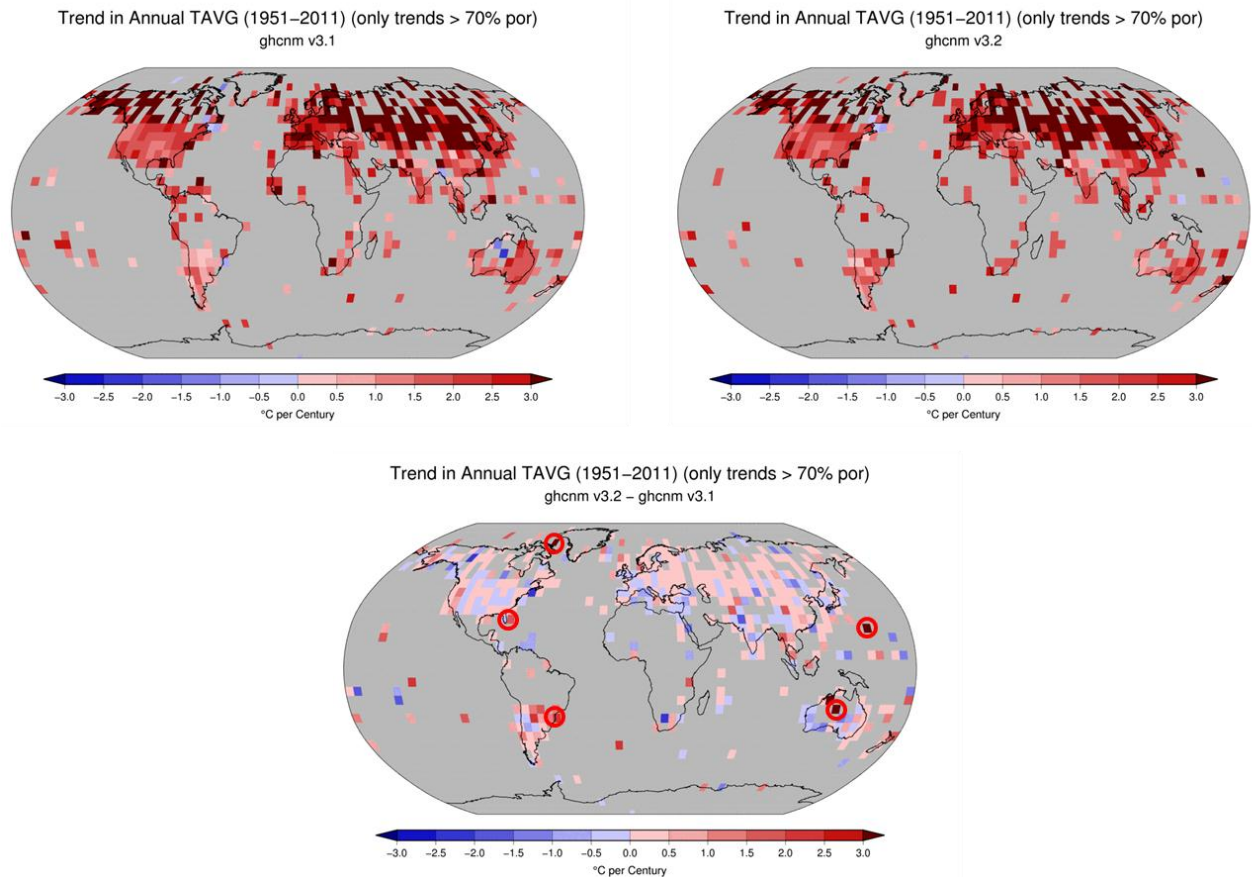 Trend in Annual TAVG (1951−2011) (only trends > 70% por)
ghcnm v3.1
−3.0 −2.5 −2.0 −1.5 −1.0 −0.5 0.0 0.5 1.0 1.5 2.0 2.5 3.0
°C per Century
Trend in Annual TAVG (1951−2011) (only trends > 70% por)
ghcnm v3.2
−3.0 −2.5 −2.0 −1.5 −1.0 −0.5 0.0 0.5 1.0 1.5 2.0 2.5 3.0
°C per Century
Trend in Annual TAVG (1951−2011) (only trends > 70% por)
ghcnm v3.2 − ghcnm v3.1
−3.0 −2.5 −2.0 −1.5 −1.0 −0.5 0.0 0.5 1.0 1.5 2.0 2.5 3.0
°C per Century